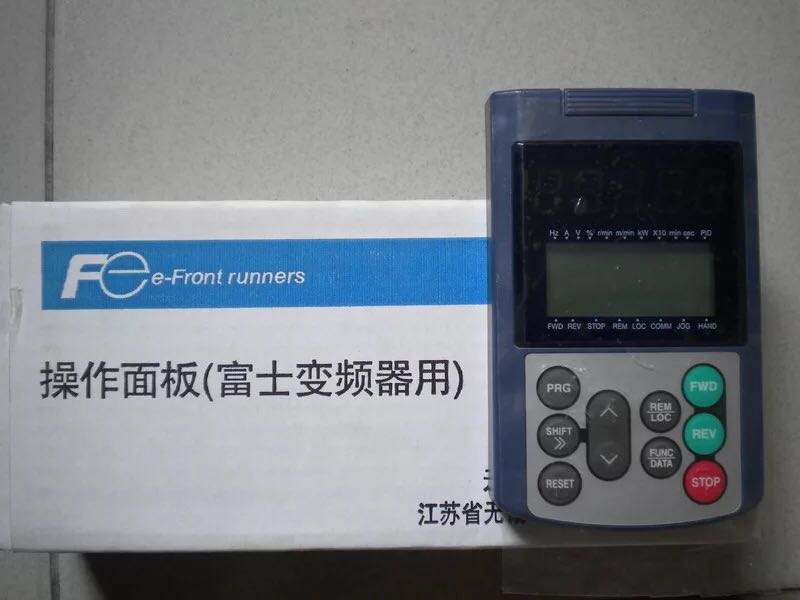 Fe e-Front runners
操作面板(富士变频器用)
江苏省无
Hz A V % r/min m/min kW X10 min sec PID
FWD REV STOP REM LOC COMM JOG HAND
PRG
FWD
REM
LOC
SHIFT
REV
FUNC
DATA
RESET
STOP